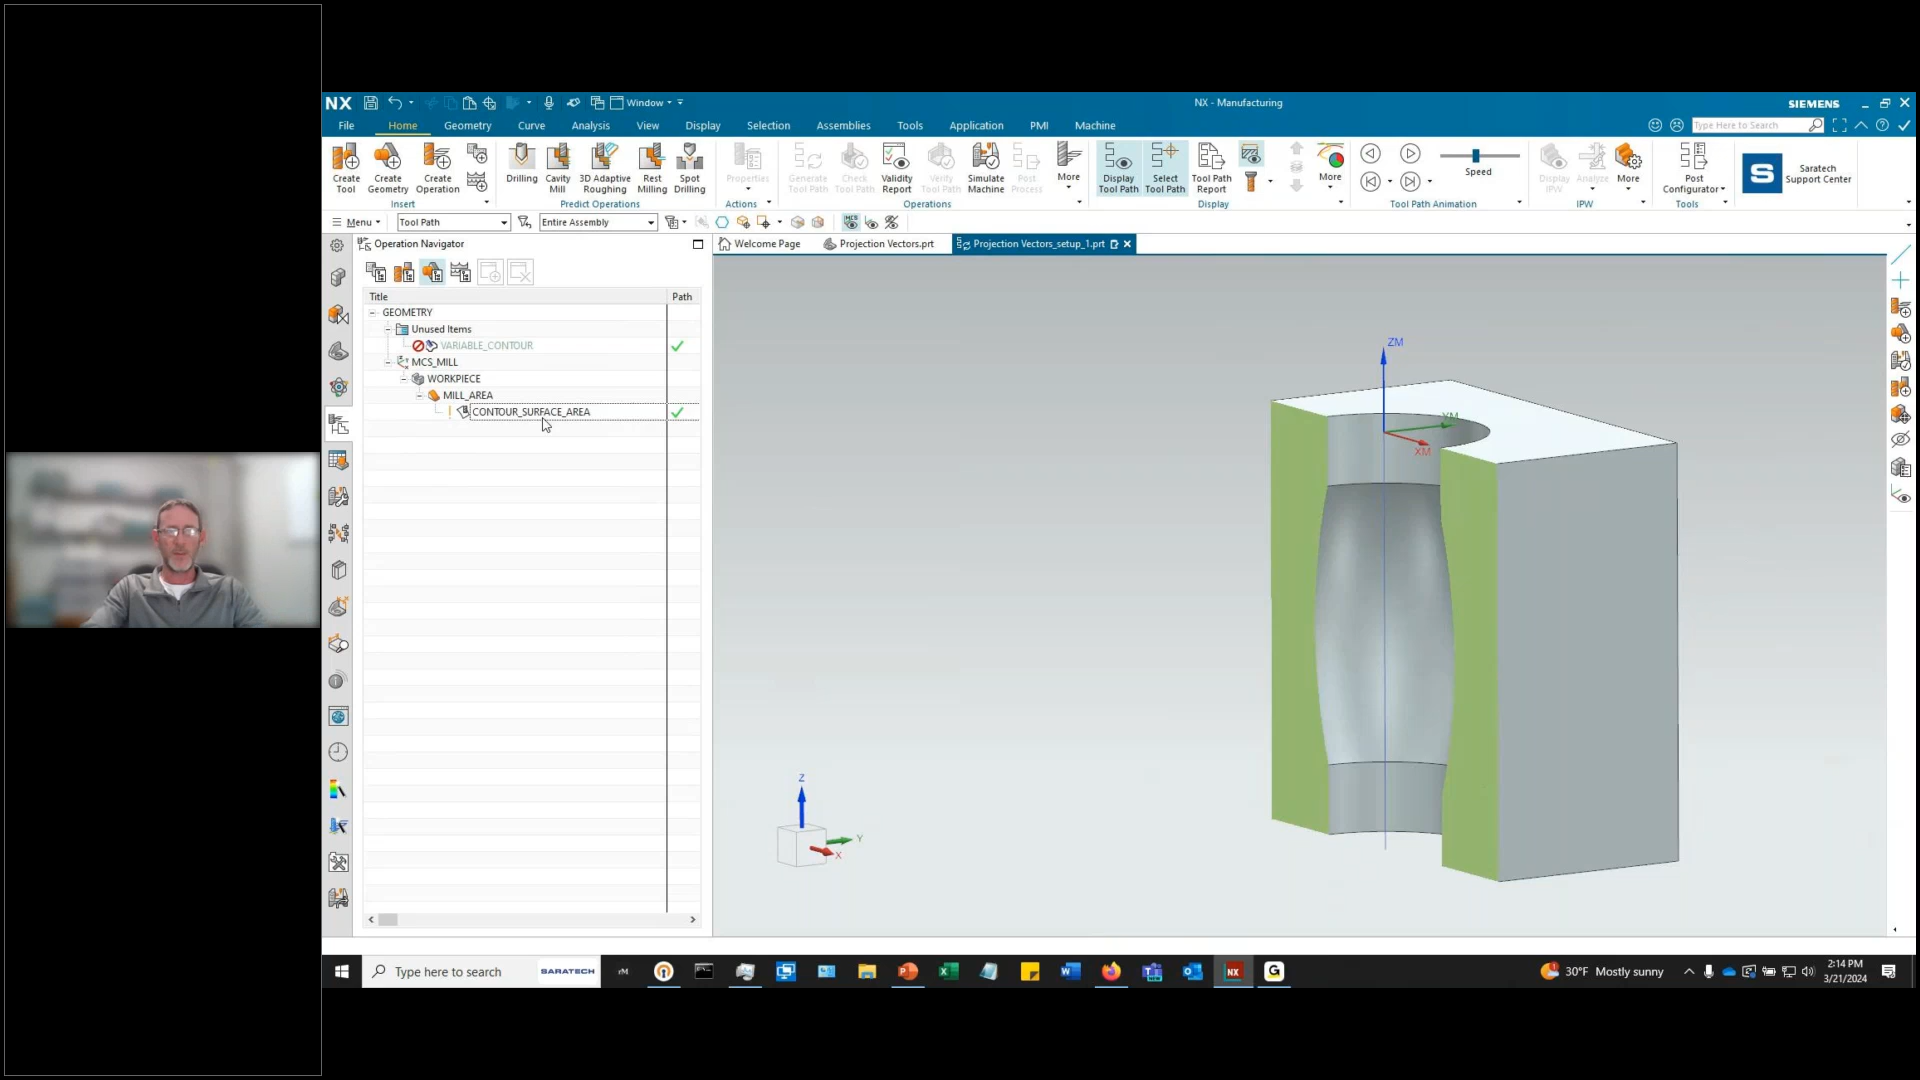 NX
Window
NX - Manufacturing
SIEMENS
File
Home
Geometry
Curve
Analysis
View
Display
Selection
Assemblies
Tools
Application
PMI
Machine
Type Here to Search
Create Tool
Create Geometry
Create Operation
Drilling
Cavity Mill
3D Adaptive Roughing
Rest Milling
Spot Drilling
Properties
Generate Tool Path
Check Tool Path
Validity Report
Verify Tool Path
Simulate Machine
Post Process
More
Display Tool Path
Select Tool Path
Tool Path Report
More
Speed
Display IPW
Analyze
More
Post Configurator
S
Saratech Support Center
Insert
Predict Operations
Actions
Operations
Display
Tool Path Animation
IPW
Tools
Menu
Tool Path
Entire Assembly
MCS
Operation Navigator
Welcome Page
Projection Vectors.prt
Projection Vectors_setup_1.prt
Title
Path
GEOMETRY
Unused Items
VARIABLE_CONTOUR
MCS_MILL
WORKPIECE
MILL_AREA
CONTOUR_SURFACE_AREA
ZM
YM
XM
Z
Y
X
Type here to search
SARATECH
rM
NX
G
30°F Mostly sunny
2:14 PM
3/21/2024